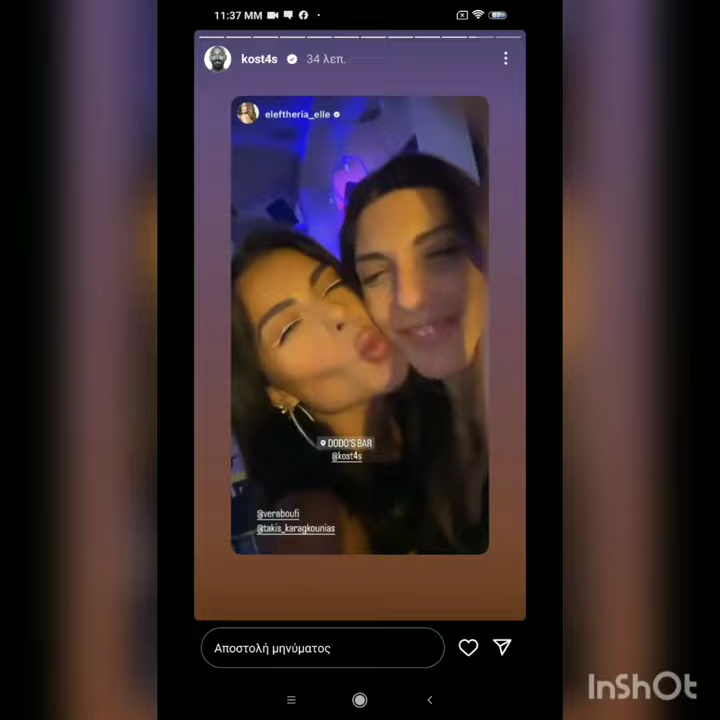 11:37 ΜΜ
kost4s 34 λεπ.
eleftheria_elle
DODO'S BAR
@kost4s
@veraboufi
@takis_karagkounias
Αποστολή μηνύματος
InShOt